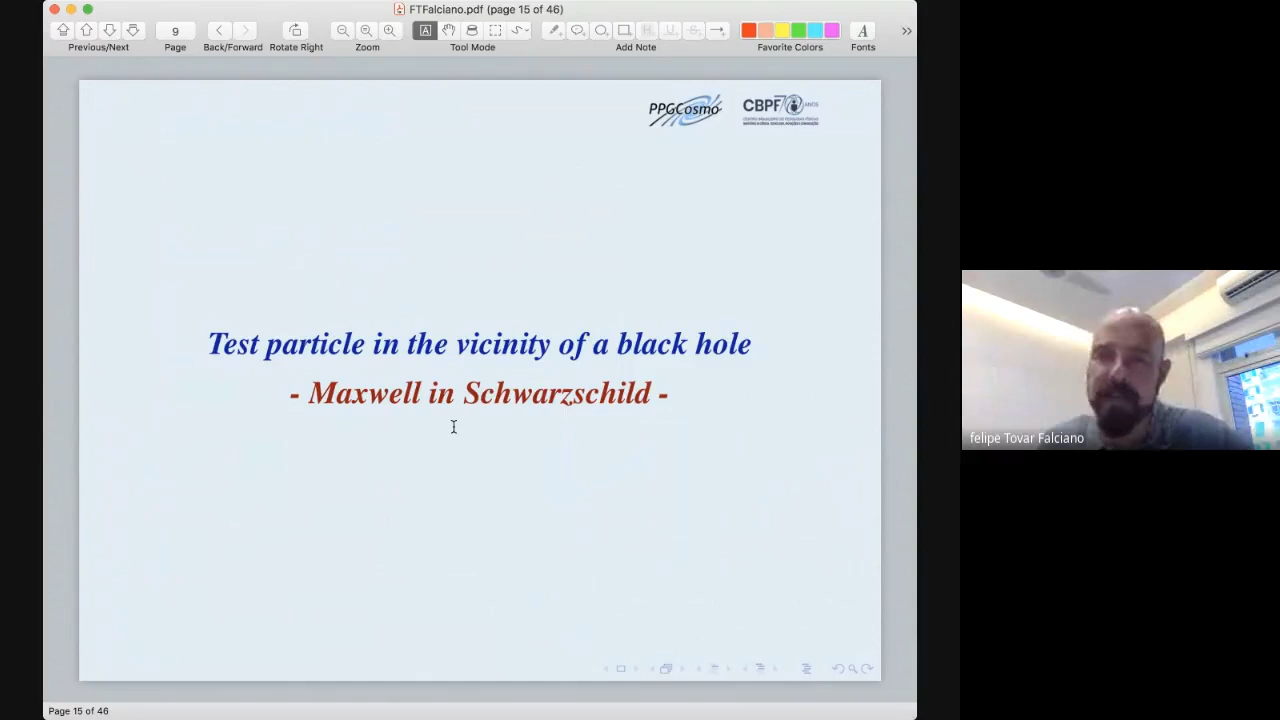 FTFalciano.pdf (page 15 of 46)
9
A
A
Previous/Next
Page
Back/Forward
Rotate Right
Zoom
Tool Mode
Add Note
Favorite Colors
Fonts
PPGCosmo
CBPF 70 ANOS
Test particle in the vicinity of a black hole
- Maxwell in Schwarzschild -
felipe Tovar Falciano
Page 15 of 46